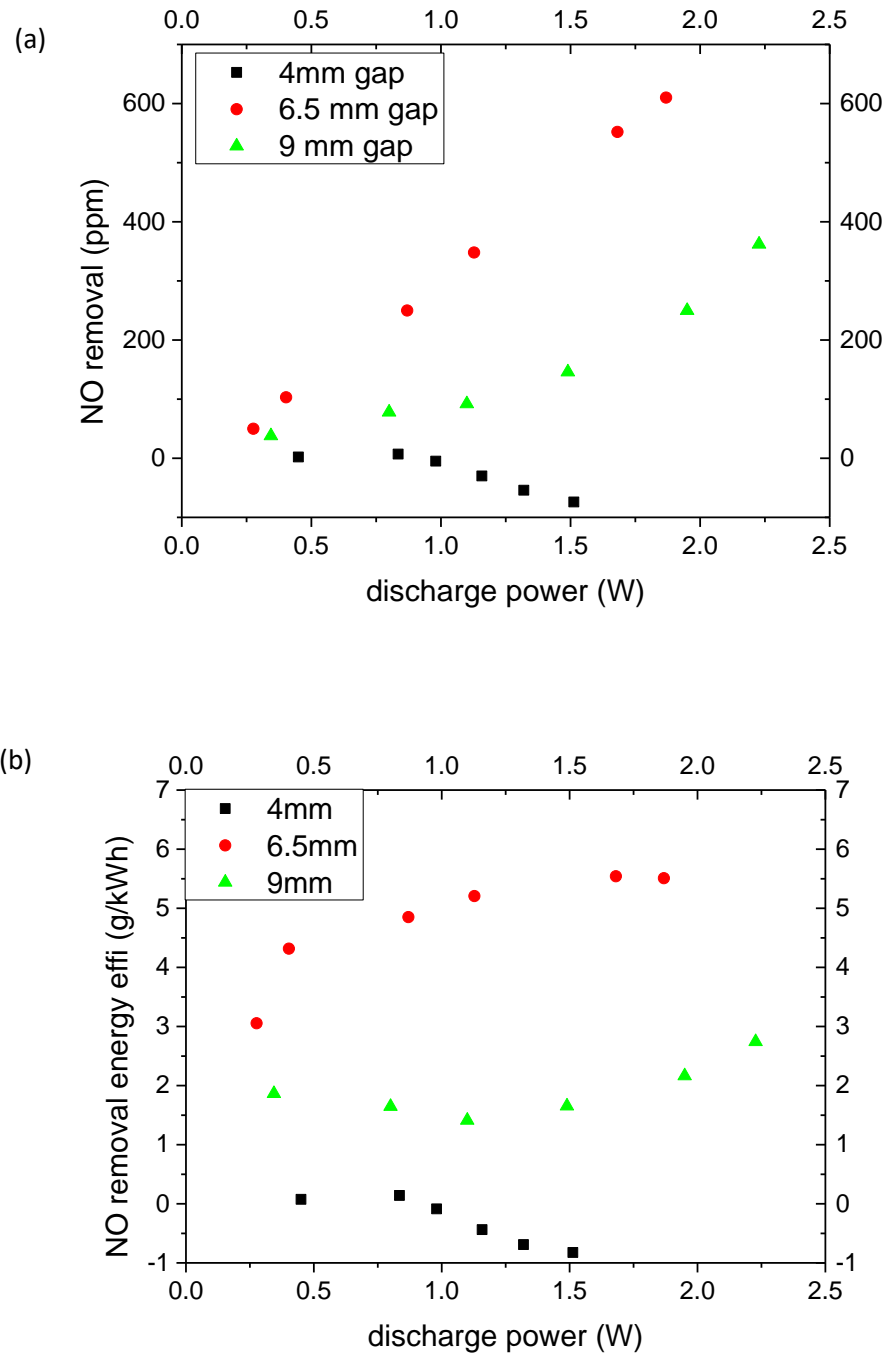 (a)
0.0 0.5 1.0 1.5 2.0 2.5
4mm gap
6.5 mm gap
9 mm gap
600 600
400 400
200 200
0 0
NO removal (ppm)
0.0 0.5 1.0 1.5 2.0 2.5
discharge power (W)
(b)
0.0 0.5 1.0 1.5 2.0 2.5
4mm
6.5mm
9mm
7 7
6 6
5 5
4 4
3 3
2 2
1 1
0 0
-1 -1
NO removal energy effi (g/kWh)
0.0 0.5 1.0 1.5 2.0 2.5
discharge power (W)